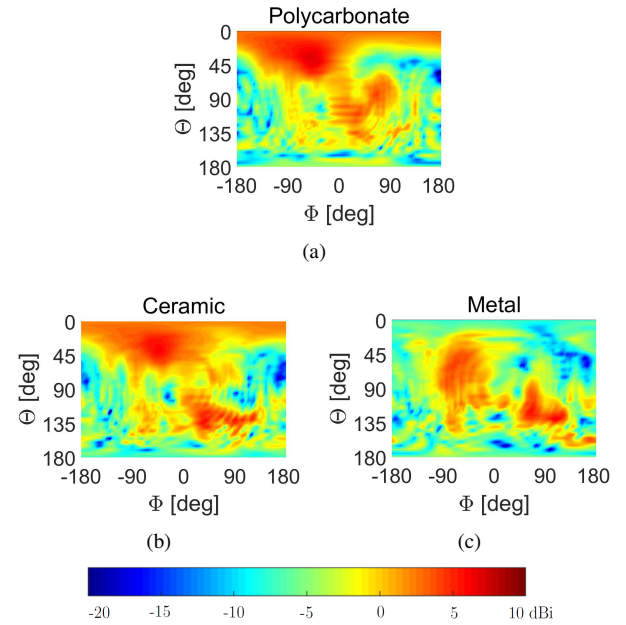 Polycarbonate
0
45
90
135
180
Θ [deg]
-180 -90 0 90 180
Φ [deg]
(a)
Ceramic
0
45
90
135
180
Θ [deg]
-180 -90 0 90 180
Φ [deg]
(b)
Metal
0
45
90
135
180
Θ [deg]
-180 -90 0 90 180
Φ [deg]
(c)
-20 -15 -10 -5 0 5 10 dBi